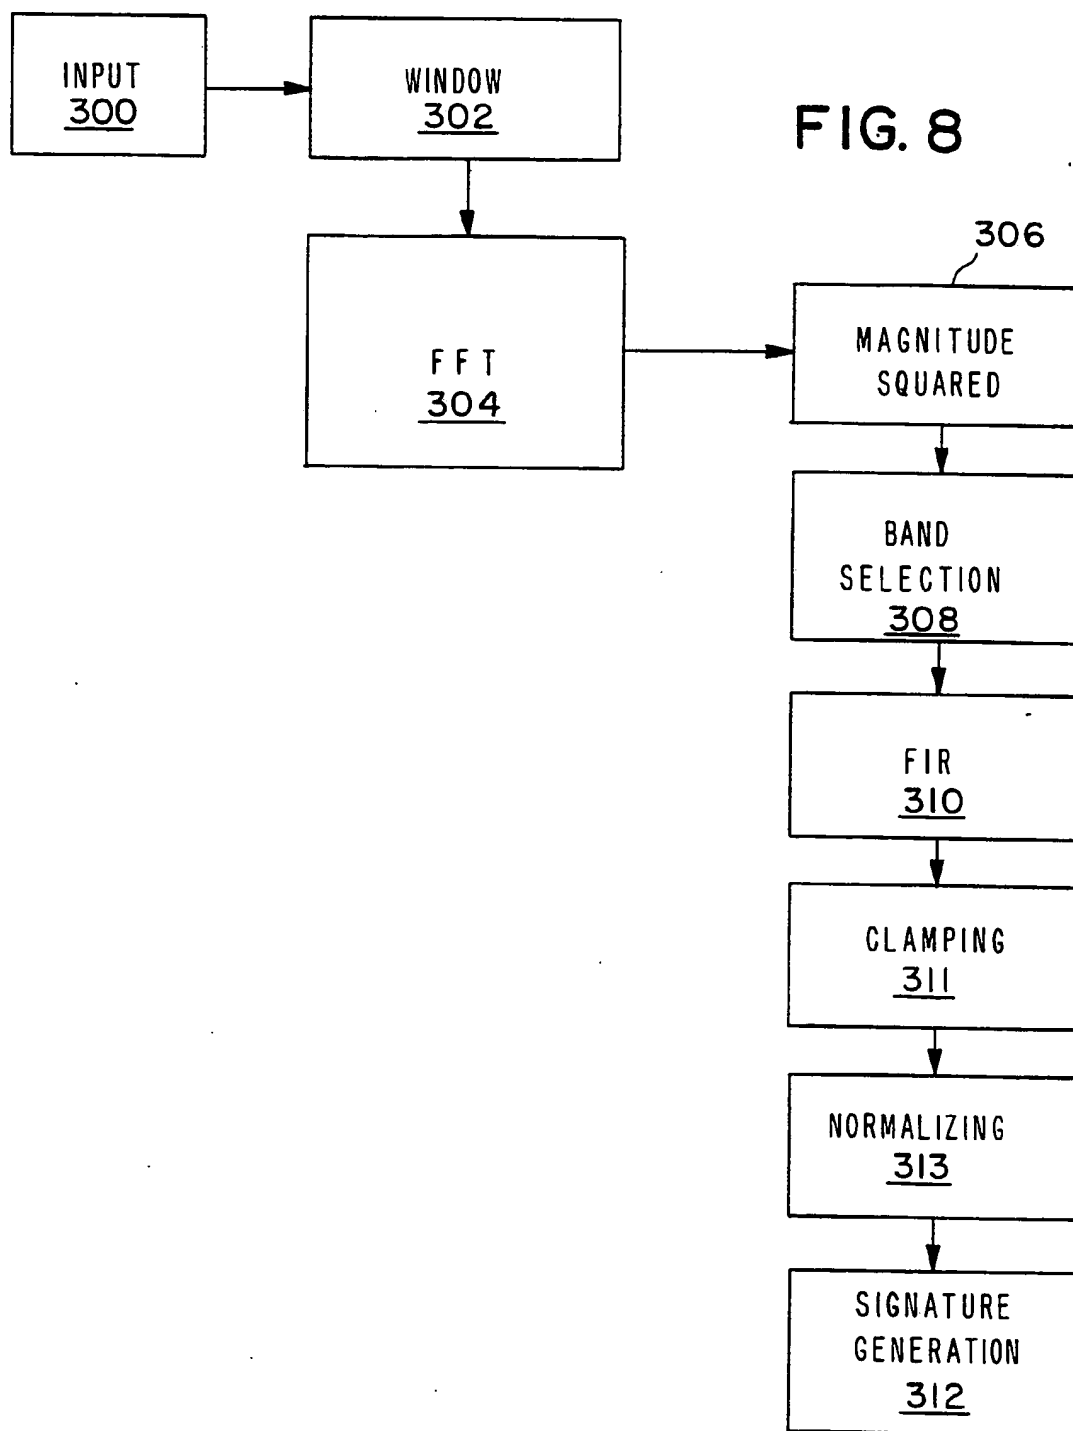 INPUT
300
WINDOW
302
FIG. 8
FFT
304
306
MAGNITUDE
SQUARED
BAND
SELECTION
308
FIR
310
CLAMPING
311
NORMALIZING
313
SIGNATURE
GENERATION
312